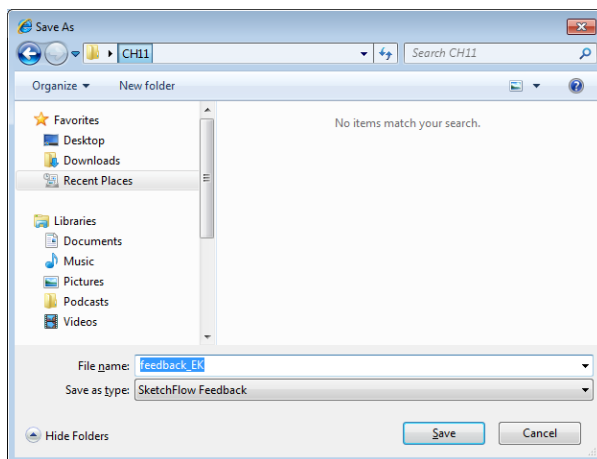 Save As
CH11
Search CH11
Organize
New folder
Favorites
Desktop
Downloads
Recent Places
Libraries
Documents
Music
Pictures
Podcasts
Videos
No items match your search.
File name: feedback_EK
Save as type: SketchFlow Feedback
Hide Folders
Save
Cancel